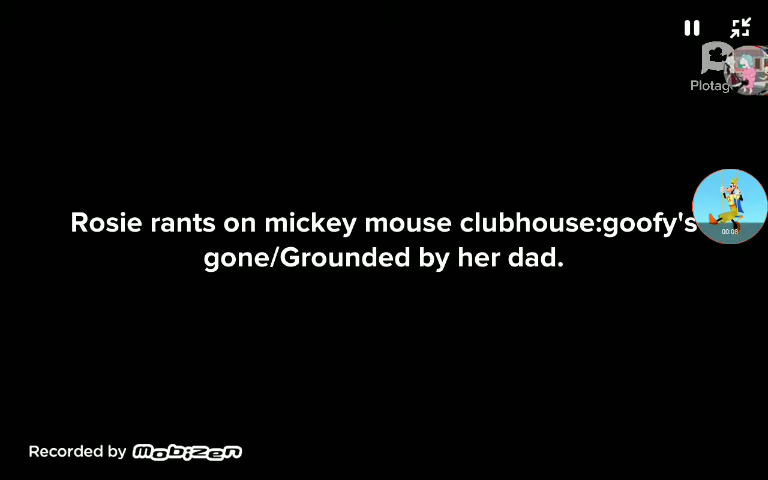 Plotag
Rosie rants on mickey mouse clubhouse:goofy's
gone/Grounded by her dad.
00:08
Recorded by mobizen